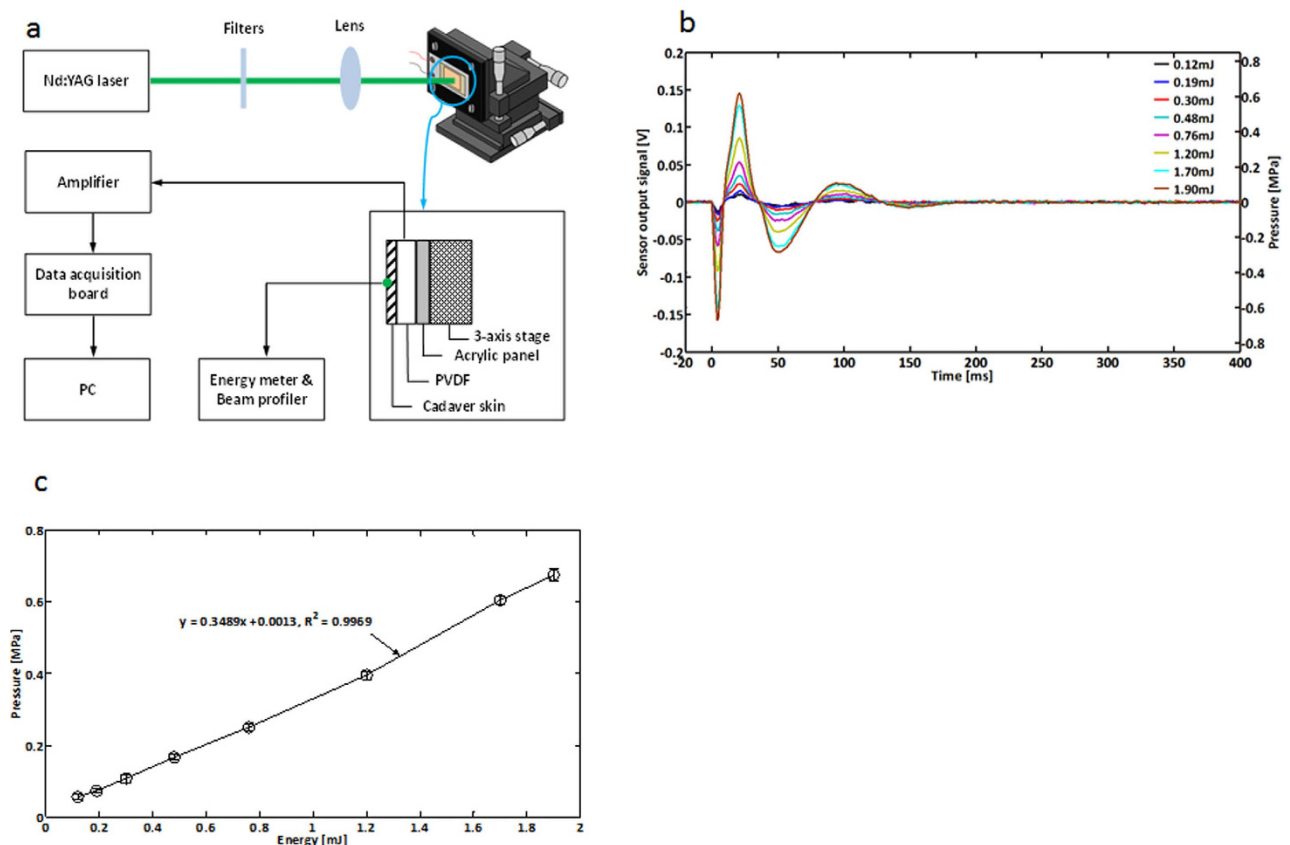 a
Filters
Lens
Nd:YAG laser
Amplifier
Data acquisition
board
PC
Energy meter &
Beam profiler
3-axis stage
Acrylic panel
PVDF
Cadaver skin
b
Sensor output signal [V]
0.2
0.15
0.1
0.05
0
-0.05
-0.1
-0.15
-0.2
-20 0 50 100 150 200 250 300 350 400
Time [ms]
0.12mJ
0.19mJ
0.30mJ
0.48mJ
0.76mJ
1.20mJ
1.70mJ
1.90mJ
0.8
0.6
0.4
0.2
0
-0.2
-0.4
-0.6
-0.8
Pressure [MPa]
c
Pressure [MPa]
0.8
0.6
0.4
0.2
0
y = 0.3489x +0.0013, R² = 0.9969
0 0.2 0.4 0.6 0.8 1 1.2 1.4 1.6 1.8 2
Energy [mJ]